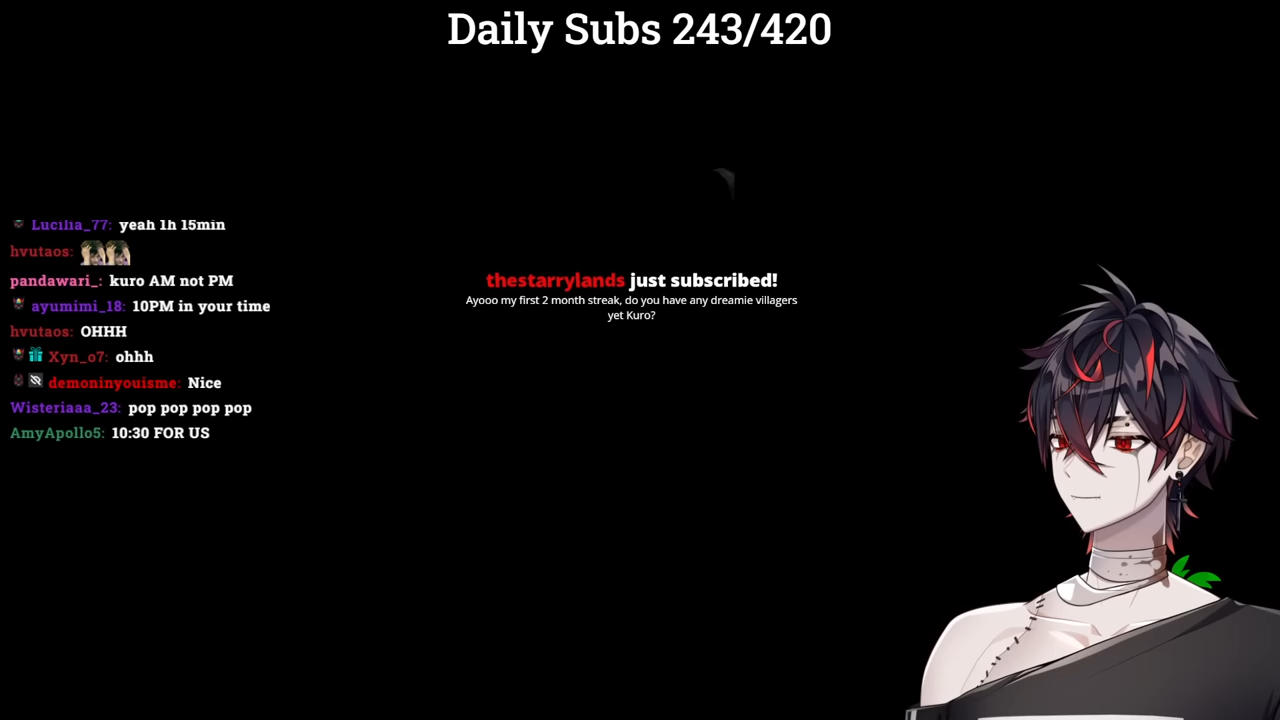 Daily Subs 243/420
Lucilia_77: yeah 1h 15min
hvutaos:
pandawari_: kuro AM not PM
ayumimi_18: 10PM in your time
hvutaos: OHHH
Xyn_o7: ohhh
demoninyouisme: Nice
Wisteriaaa_23: pop pop pop pop
AmyApollo5: 10:30 FOR US
thestarrylands just subscribed!
Ayooo my first 2 month streak, do you have any dreamie villagers
yet Kuro?